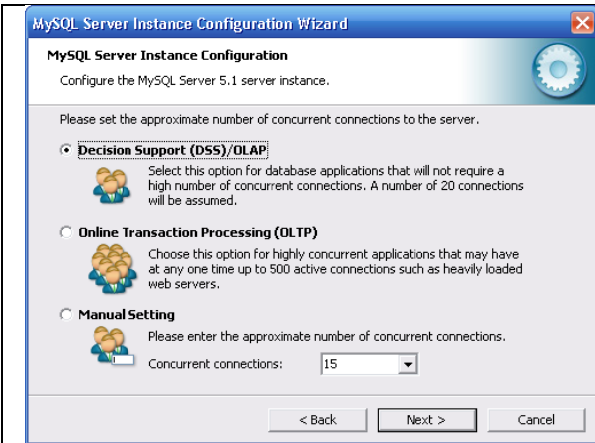 MySQL Server Instance Configuration Wizard
MySQL Server Instance Configuration
Configure the MySQL Server 5.1 server instance.
Please set the approximate number of concurrent connections to the server.
Decision Support (DSS)/OLAP
Select this option for database applications that will not require a
high number of concurrent connections. A number of 20 connections
will be assumed.
Online Transaction Processing (OLTP)
Choose this option for highly concurrent applications that may have
at any one time up to 500 active connections such as heavily loaded
web servers.
Manual Setting
Please enter the approximate number of concurrent connections.
Concurrent connections: 15
< Back Next > Cancel